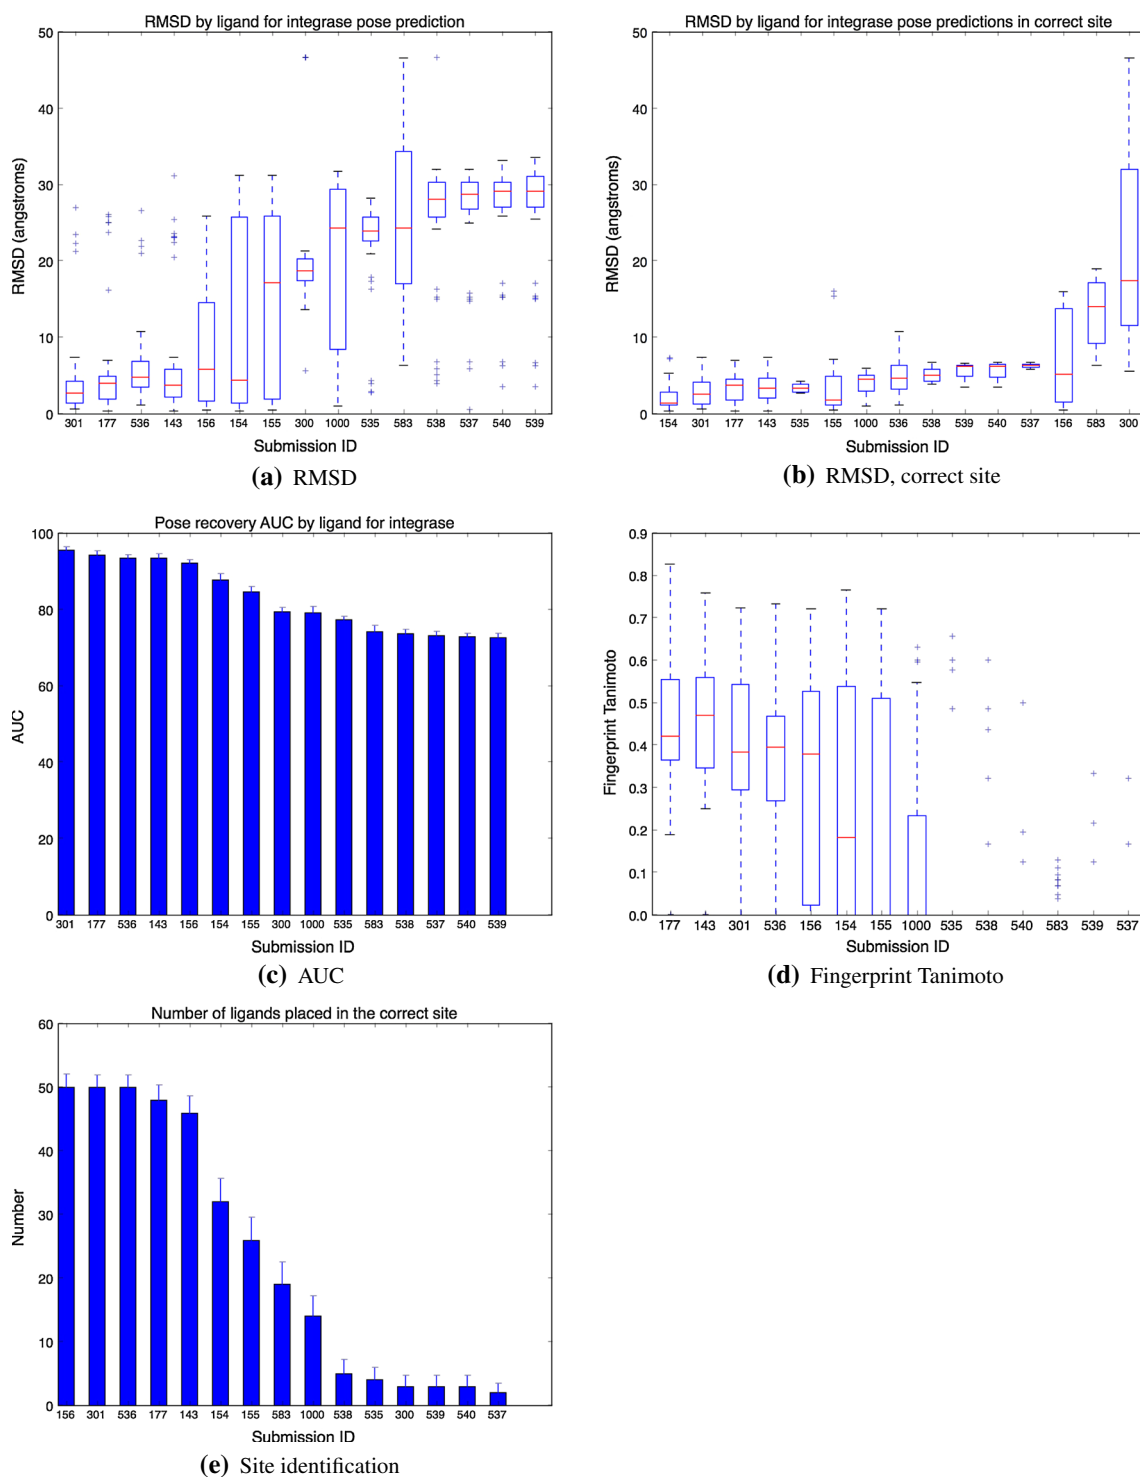 RMSD by ligand for integrase pose prediction
50
40
30
20
10
0
RMSD (angstroms)
301 177 536 143 156 154 155 300 1000 535 583 538 537 540 539
Submission ID
(a) RMSD
RMSD by ligand for integrase pose predictions in correct site
50
40
30
20
10
0
RMSD (angstroms)
154 301 177 143 535 155 1000 536 538 539 540 537 156 583 300
Submission ID
(b) RMSD, correct site
Pose recovery AUC by ligand for integrase
100
80
60
40
20
0
AUC
301 177 536 143 156 154 155 300 1000 535 583 538 537 540 539
Submission ID
(c) AUC
0.9
0.8
0.7
0.6
0.5
0.4
0.3
0.2
0.1
0.0
Fingerprint Tanimoto
177 143 301 536 156 154 155 1000 535 538 540 583 539 537
Submission ID
(d) Fingerprint Tanimoto
Number of ligands placed in the correct site
60
50
40
30
20
10
0
Number
156 301 536 177 143 154 155 583 1000 538 535 300 539 540 537
Submission ID
(e) Site identification